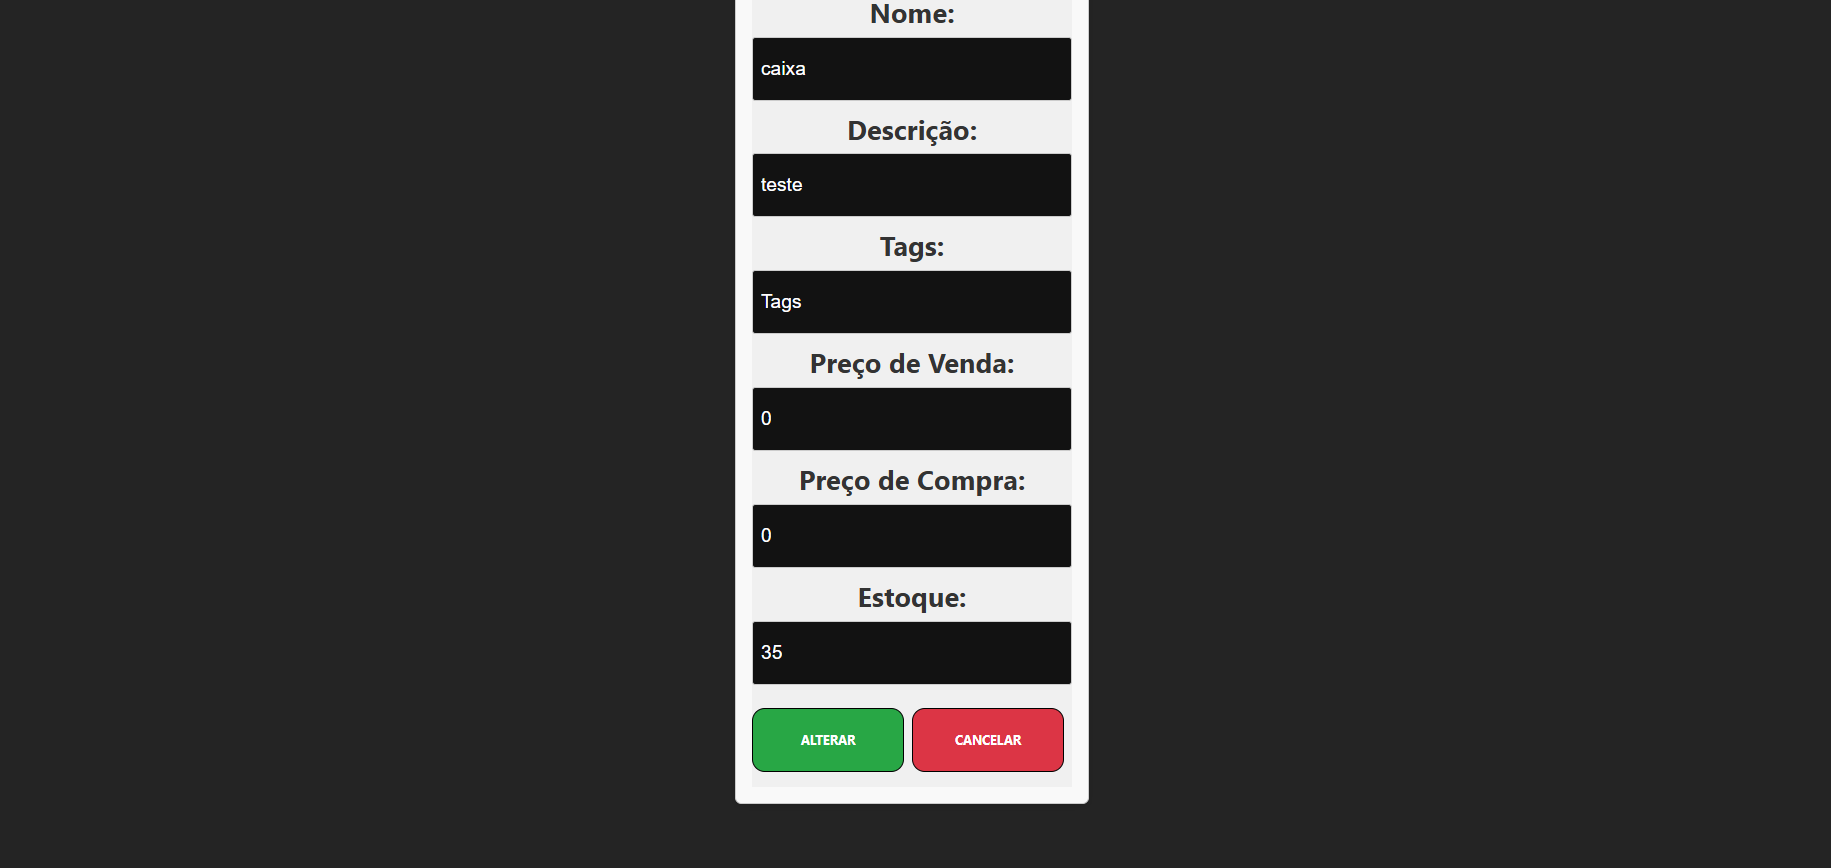 Nome:
caixa
Descrição:
teste
Tags:
Tags
Preço de Venda:
0
Preço de Compra:
0
Estoque:
35
ALTERAR
CANCELAR